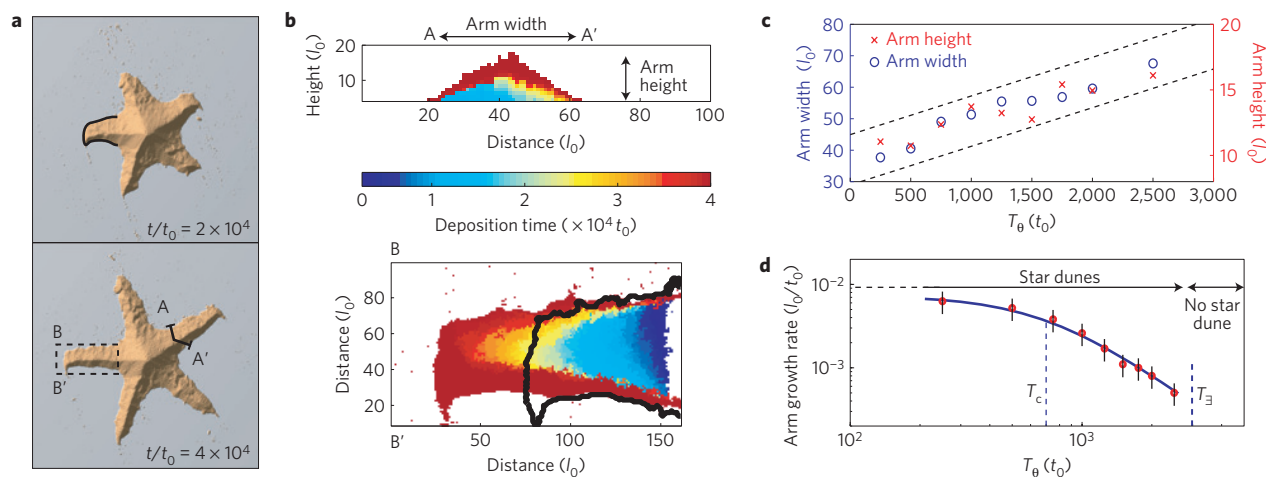 a
t/t₀ = 2 × 10⁴
B
B′
A
A′
t/t₀ = 4 × 10⁴
b
Arm width
A
A′
Height (l₀)
20
10
Arm
height
20
40
60
80
100
Distance (l₀)
0
1
2
3
4
Deposition time ( × 10⁴ t₀)
B
Distance (l₀)
80
60
40
20
B′
50
100
150
Distance (l₀)
c
Arm width (l₀)
80
70
60
50
40
30
× Arm height
○ Arm width
20
15
10
Arm height (l₀)
0
500
1,000
1,500
2,000
2,500
3,000
T_θ (t₀)
d
Arm growth rate (l₀/t₀)
10⁻²
10⁻³
Star dunes
No star
dune
T_c
T_∃
10²
10³
T_θ (t₀)